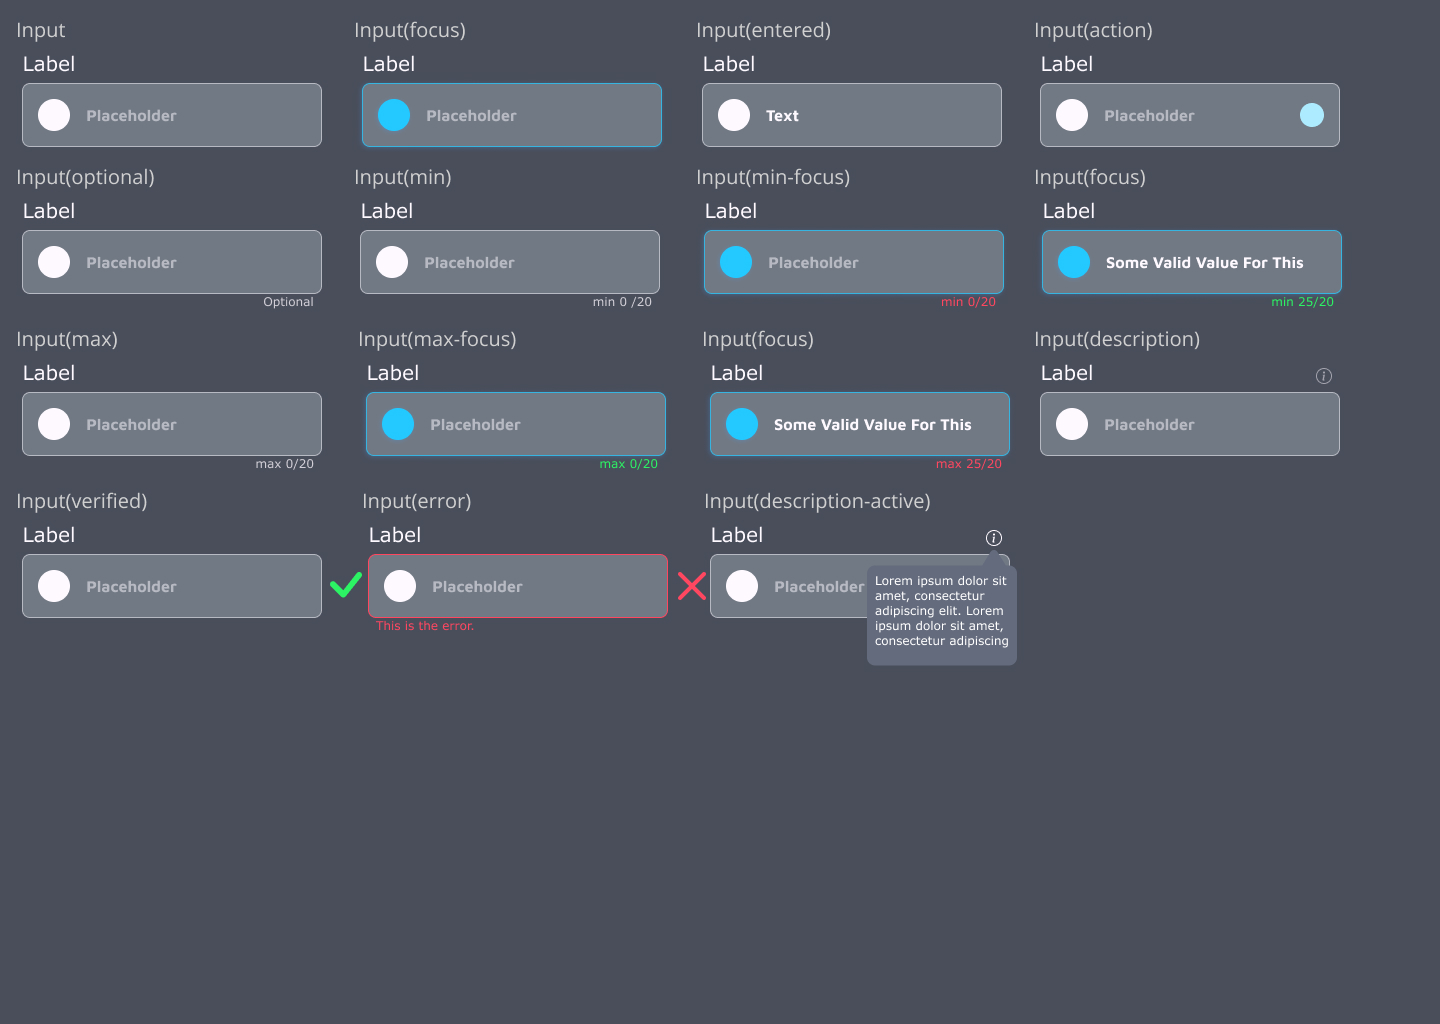 Input
Input(focus)
Input(entered)
Input(action)
Label
Label
Label
Label
Placeholder
Placeholder
Text
Placeholder
Input(optional)
Input(min)
Input(min-focus)
Input(focus)
Label
Label
Label
Label
Placeholder
Placeholder
Placeholder
Some Valid Value For This
Optional
min 0 /20
min 0/20
min 25/20
Input(max)
Input(max-focus)
Input(focus)
Input(description)
Label
Label
Label
Label
i
Placeholder
Placeholder
Some Valid Value For This
Placeholder
max 0/20
max 0/20
max 25/20
Input(verified)
Input(error)
Input(description-active)
Label
Label
Label
i
Placeholder
Placeholder
Placeholder
This is the error.
Lorem ipsum dolor sit
amet, consectetur
adipiscing elit. Lorem
ipsum dolor sit amet,
consectetur adipiscing